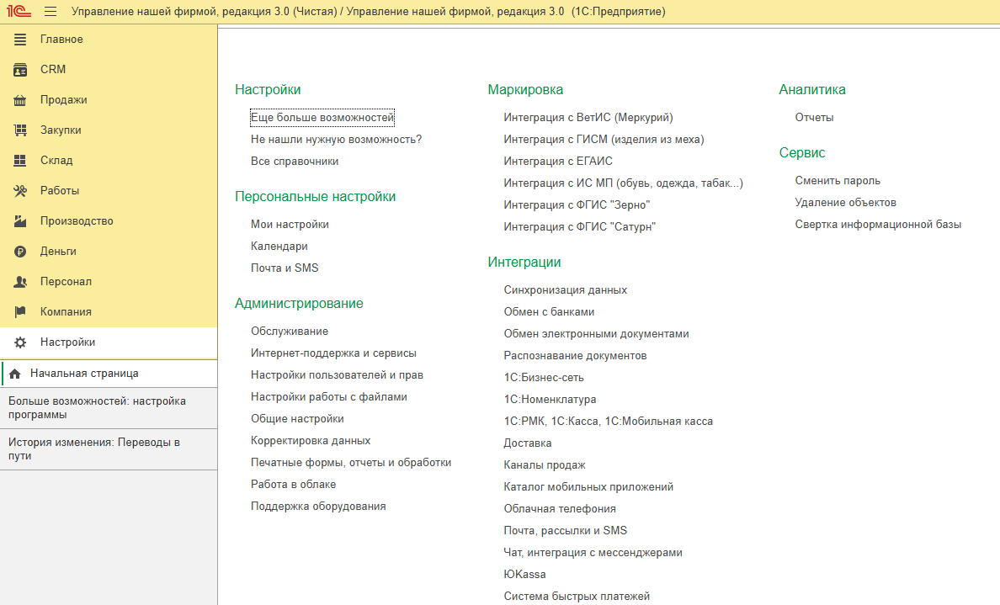 1С Управление нашей фирмой, редакция 3.0 (Чистая) / Управление нашей фирмой, редакция 3.0 (1С:Предприятие)
Главное
CRM
Продажи
Закупки
Склад
Работы
Производство
Деньги
Персонал
Компания
Настройки
Начальная страница
Больше возможностей: настройка
программы
История изменения: Переводы в
пути
Настройки
Еще больше возможностей
Не нашли нужную возможность?
Все справочники
Персональные настройки
Мои настройки
Календари
Почта и SMS
Администрирование
Обслуживание
Интернет-поддержка и сервисы
Настройки пользователей и прав
Настройки работы с файлами
Общие настройки
Корректировка данных
Печатные формы, отчеты и обработки
Работа в облаке
Поддержка оборудования
Маркировка
Интеграция с ВетИС (Меркурий)
Интеграция с ГИСМ (изделия из меха)
Интеграция с ЕГАИС
Интеграция с ИС МП (обувь, одежда, табак...)
Интеграция с ФГИС "Зерно"
Интеграция с ФГИС "Сатурн"
Интеграции
Синхронизация данных
Обмен с банками
Обмен электронными документами
Распознавание документов
1С:Бизнес-сеть
1С:Номенклатура
1С:РМК, 1С:Касса, 1С:Мобильная касса
Доставка
Каналы продаж
Каталог мобильных приложений
Облачная телефония
Почта, рассылки и SMS
Чат, интеграция с мессенджерами
ЮKassa
Система быстрых платежей
Аналитика
Отчеты
Сервис
Сменить пароль
Удаление объектов
Свертка информационной базы